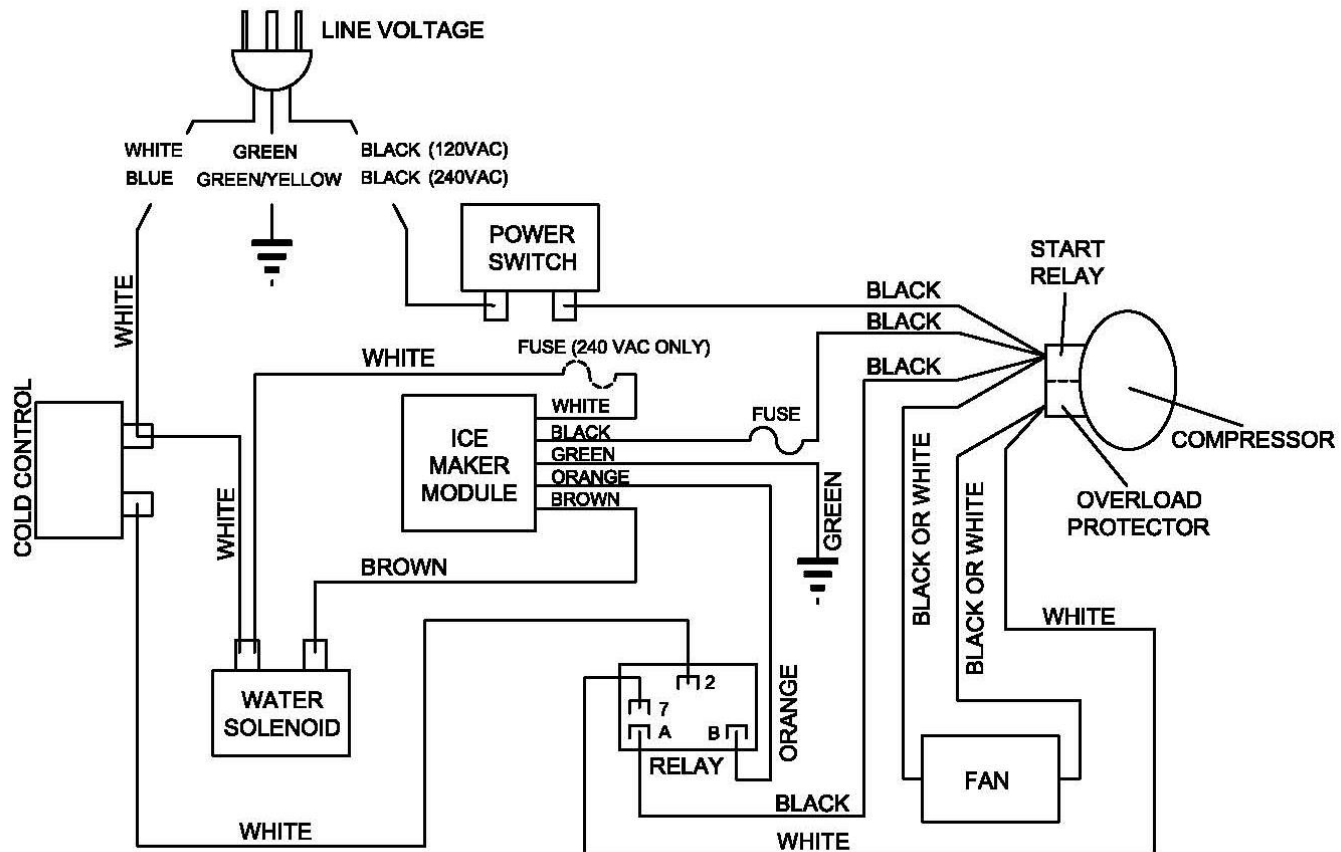 LINE VOLTAGE
WHITE
GREEN
BLACK (120VAC)
BLUE
GREEN/YELLOW
BLACK (240VAC)
POWER
SWITCH
START
RELAY
WHITE
BLACK
BLACK
FUSE (240 VAC ONLY)
WHITE
BLACK
COLD CONTROL
ICE
MAKER
MODULE
WHITE
BLACK
GREEN
ORANGE
BROWN
FUSE
COMPRESSOR
OVERLOAD
PROTECTOR
WHITE
GREEN
BLACK OR WHITE
BLACK OR WHITE
BROWN
WHITE
WATER
SOLENOID
2
7
A
B
RELAY
ORANGE
FAN
BLACK
WHITE
WHITE